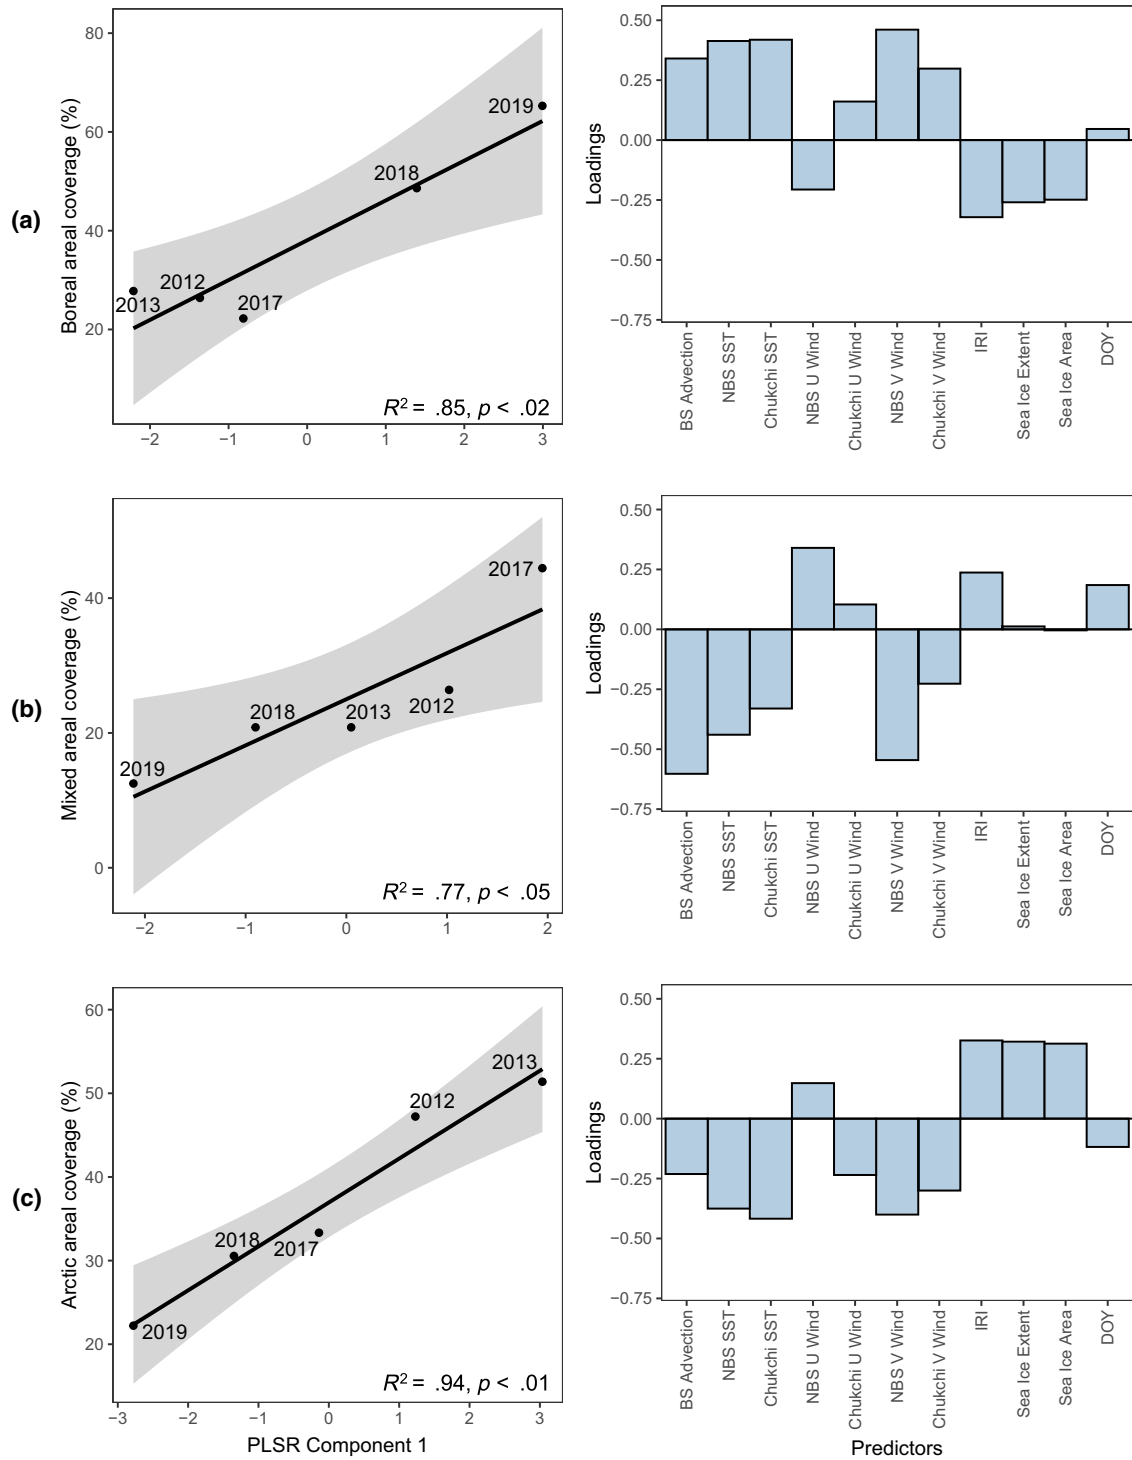 (a)
Boreal areal coverage (%)
80
60
40
20
2013
2012
2017
2018
2019
R² = .85, p < .02
−2
−1
0
1
2
3
Loadings
0.50
0.25
0.00
−0.25
−0.50
−0.75
BS Advection
NBS SST
Chukchi SST
NBS U Wind
Chukchi U Wind
NBS V Wind
Chukchi V Wind
IRI
Sea Ice Extent
Sea Ice Area
DOY
(b)
Mixed areal coverage (%)
40
20
0
2019
2018
2013
2012
2017
R² = .77, p < .05
−2
−1
0
1
2
Loadings
0.50
0.25
0.00
−0.25
−0.50
−0.75
BS Advection
NBS SST
Chukchi SST
NBS U Wind
Chukchi U Wind
NBS V Wind
Chukchi V Wind
IRI
Sea Ice Extent
Sea Ice Area
DOY
(c)
Arctic areal coverage (%)
60
50
40
30
20
2019
2018
2017
2012
2013
R² = .94, p < .01
−3
−2
−1
0
1
2
3
PLSR Component 1
Loadings
0.50
0.25
0.00
−0.25
−0.50
−0.75
BS Advection
NBS SST
Chukchi SST
NBS U Wind
Chukchi U Wind
NBS V Wind
Chukchi V Wind
IRI
Sea Ice Extent
Sea Ice Area
DOY
Predictors